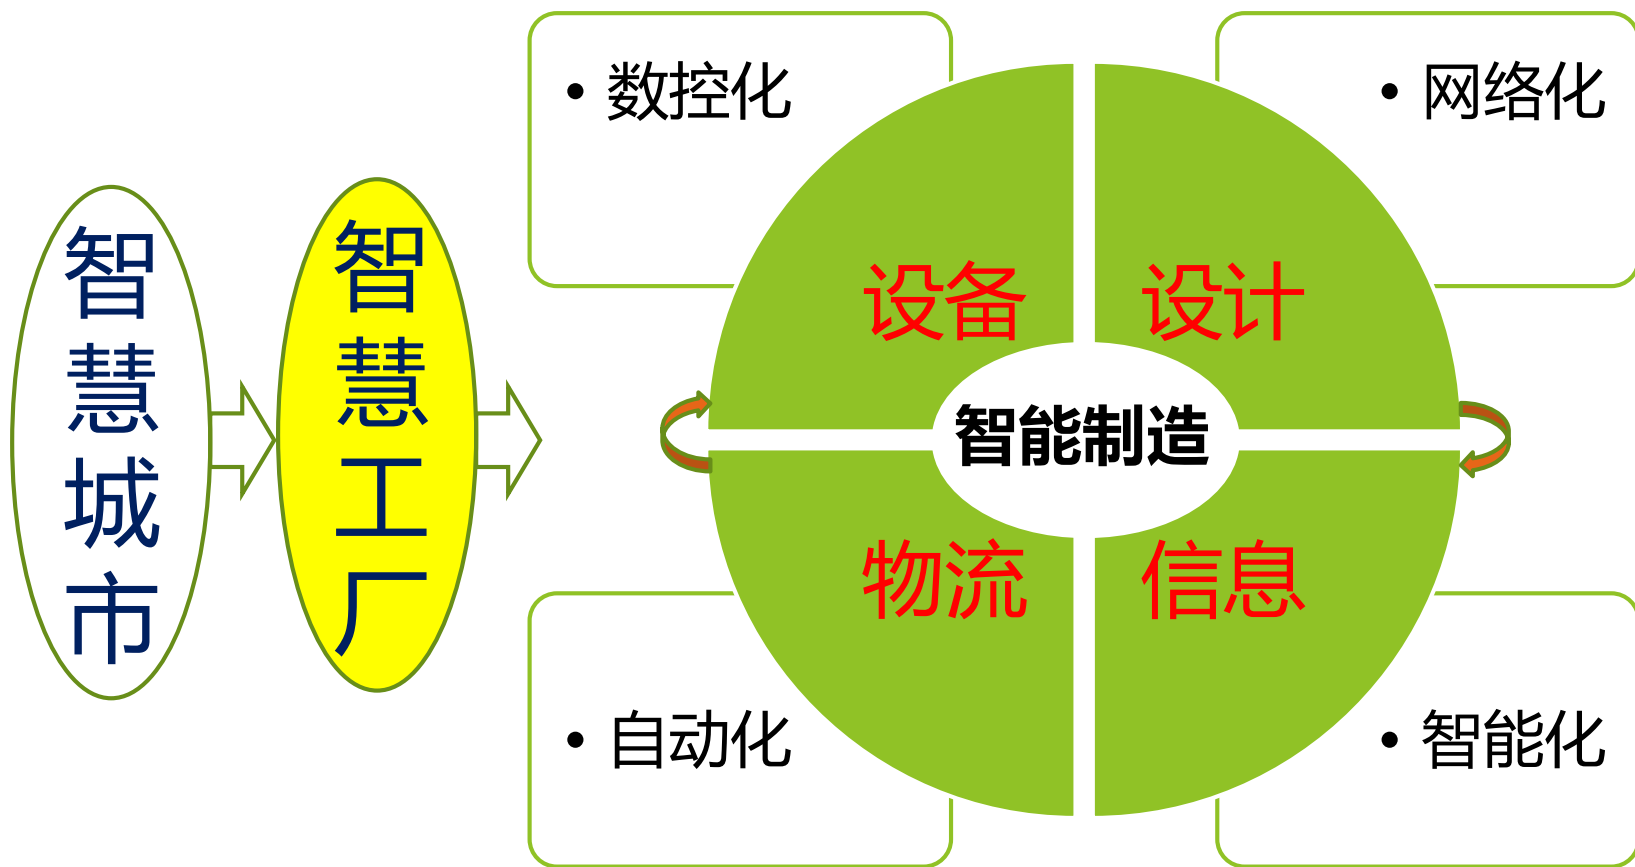 智慧城市
智慧工厂
• 数控化
• 网络化
设备
设计
智能制造
物流
信息
• 自动化
• 智能化